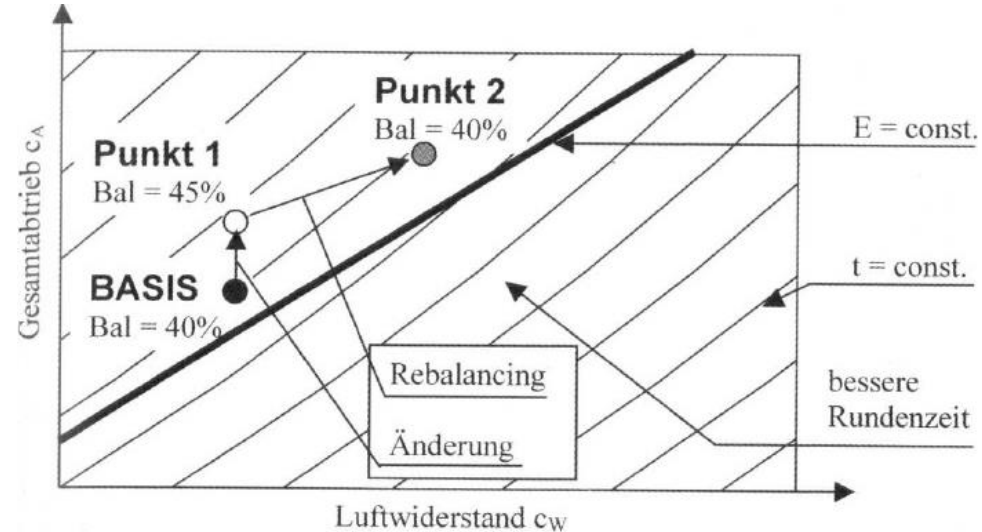 Gesamtabtrieb cA
Punkt 2
Bal = 40%
Punkt 1
Bal = 45%
BASIS
Bal = 40%
E = const.
t = const.
bessere
Rundenzeit
Rebalancing
Änderung
Luftwiderstand cW